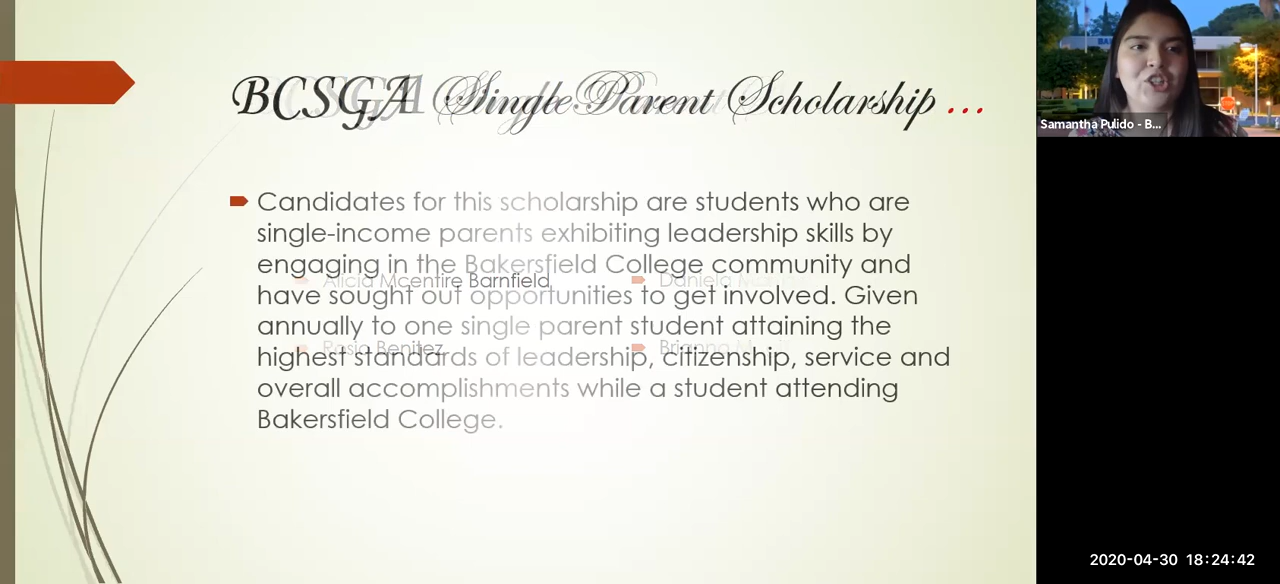 BCSGA Single Parent Scholarship ...
Candidates for this scholarship are students who are
single-income parents exhibiting leadership skills by
engaging in the Bakersfield College community and
have sought out opportunities to get involved. Given
annually to one single parent student attaining the
highest standards of leadership, citizenship, service and
overall accomplishments while a student attending
Bakersfield College.
Alicia Mcentire Barnfield
Daniela
Rosio Benitez
Brianna
Samantha Pulido - B...
2020-04-30 18:24:42